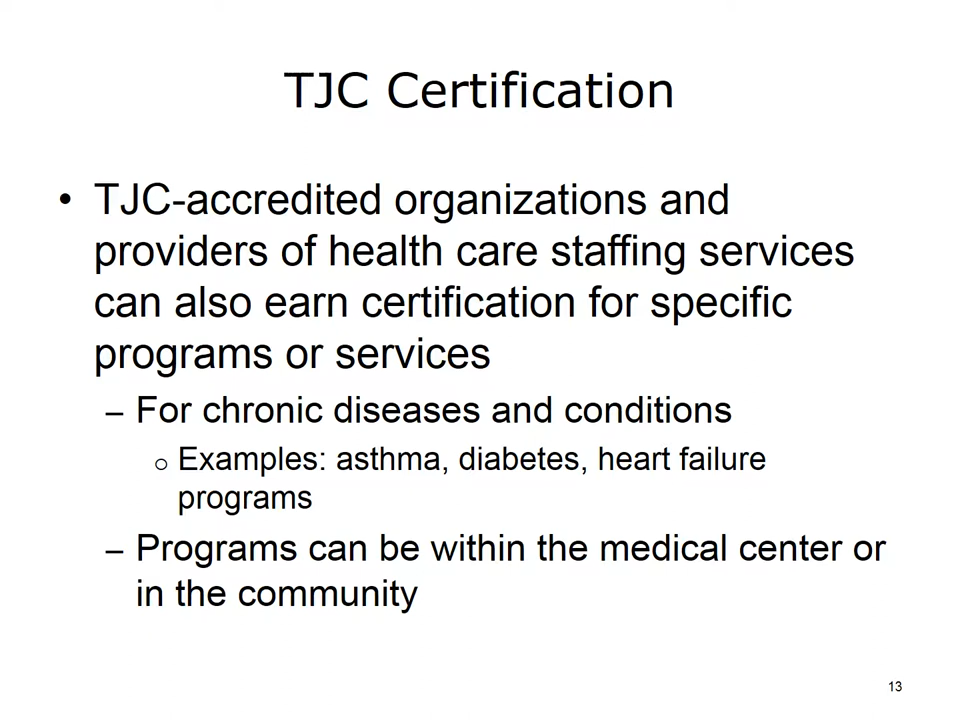 TJC Certification
• TJC-accredited organizations and
providers of health care staffing services
can also earn certification for specific
programs or services
– For chronic diseases and conditions
o Examples: asthma, diabetes, heart failure
programs
– Programs can be within the medical center or
in the community
13